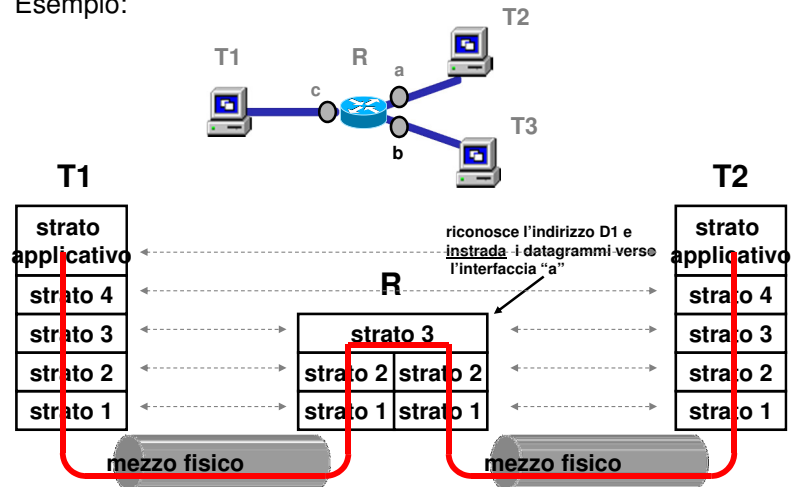 Esempio:
T2
T1
R
a
c
T3
b
T1
T2
strato
applicativo
strato 4
strato 3
strato 2
strato 1
riconosce l'indirizzo D1 e
instrada i datagrammi verso
l'interfaccia “a”
R
strato 3
strato 2 strato 2
strato 1 strato 1
strato
applicativo
strato 4
strato 3
strato 2
strato 1
mezzo fisico
mezzo fisico